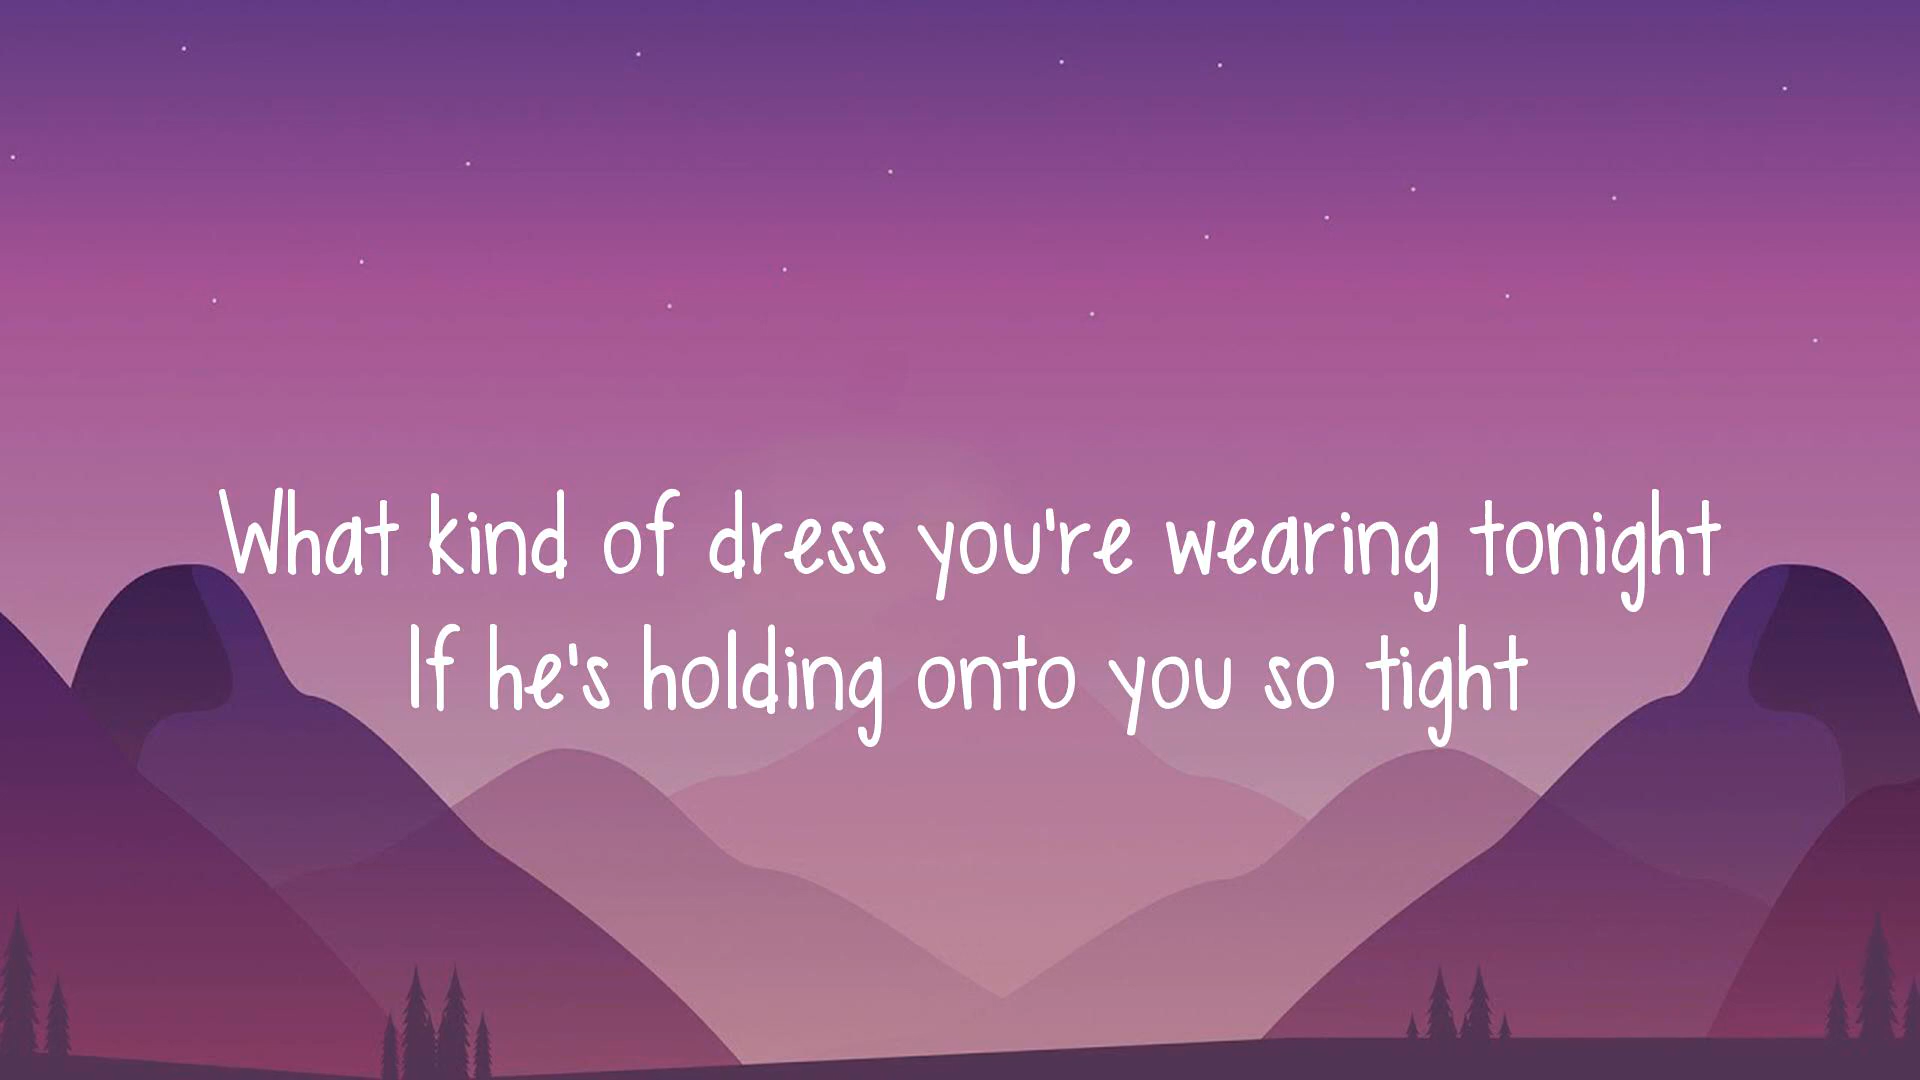 What kind of dress you're wearing tonight
If he's holding onto you so tight